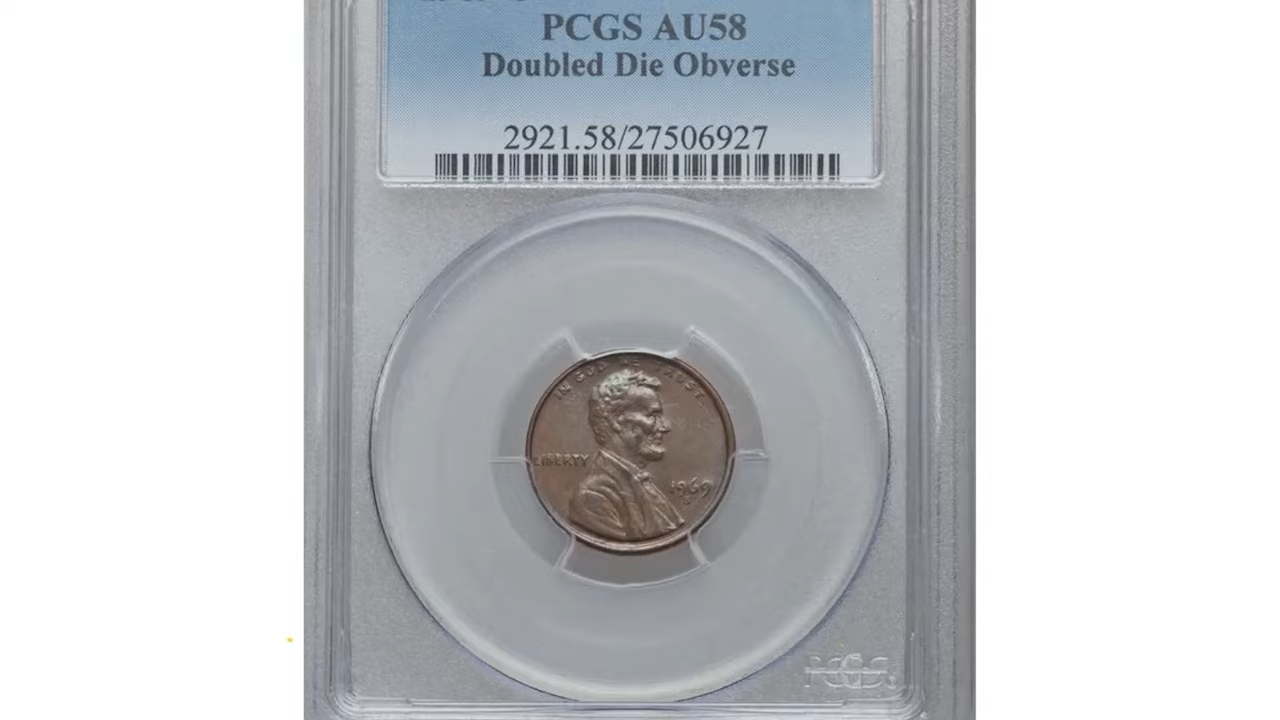 PCGS AU58
Doubled Die Obverse
2921.58/27506927
IN GOD WE TRUST
LIBERTY
1969
S
PCGS